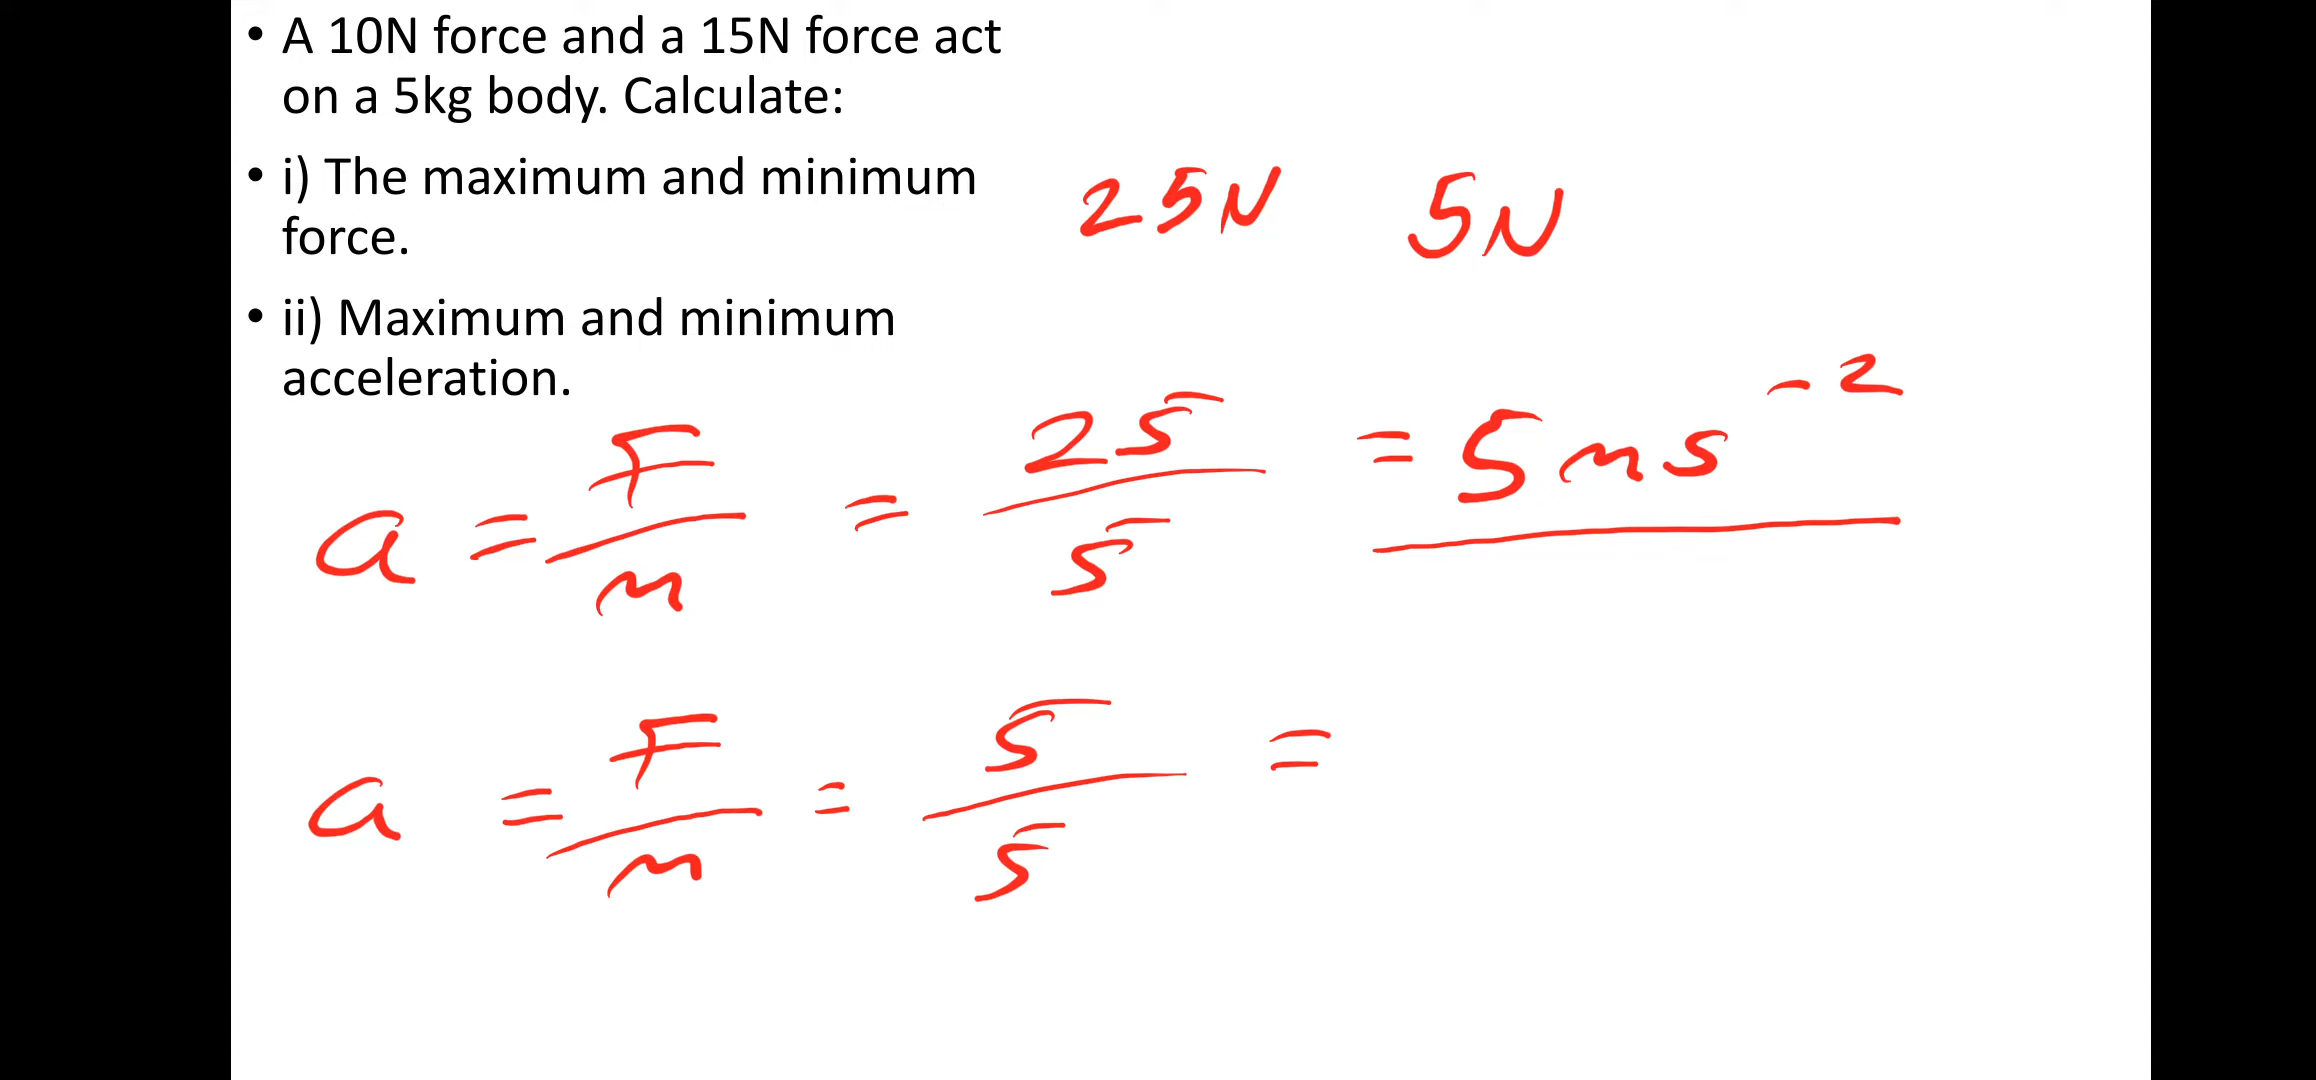 • A 10N force and a 15N force act
on a 5kg body. Calculate:
• i) The maximum and minimum
force.
25N 5N
• ii) Maximum and minimum
acceleration.
a = F/m = 25/5 = 5ms⁻²
a = F/m = 5/5 =